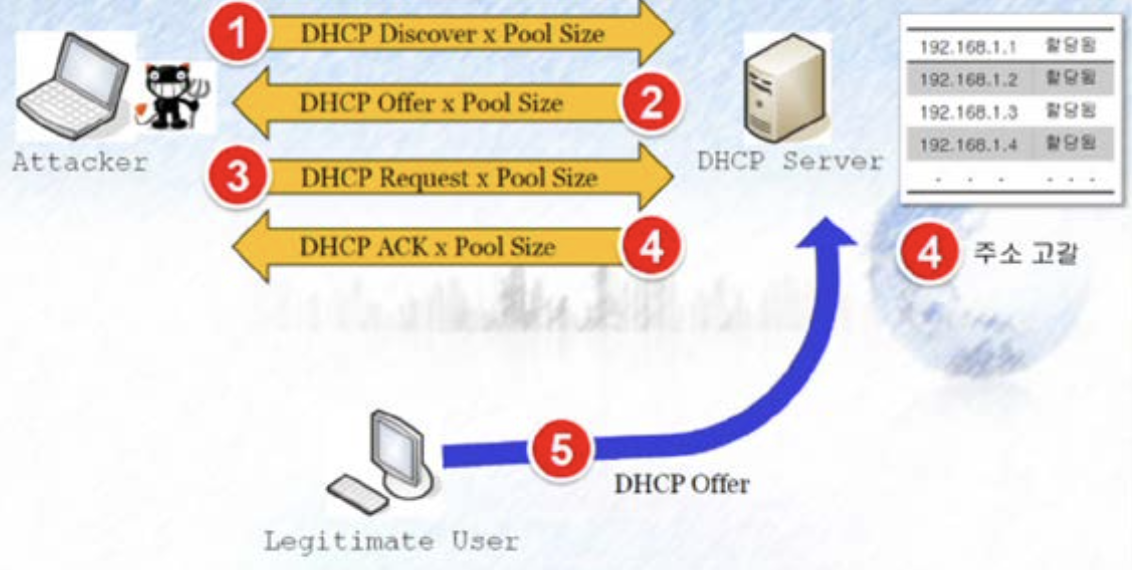 1
DHCP Discover x Pool Size
DHCP Offer x Pool Size
2
Attacker
3
DHCP Request x Pool Size
DHCP ACK x Pool Size
4
DHCP Server
192.168.1.1 할당됨
192.168.1.2 할당됨
192.168.1.3 할당됨
192.168.1.4 할당됨
. . . . . .
4 주소 고갈
5
DHCP Offer
Legitimate User